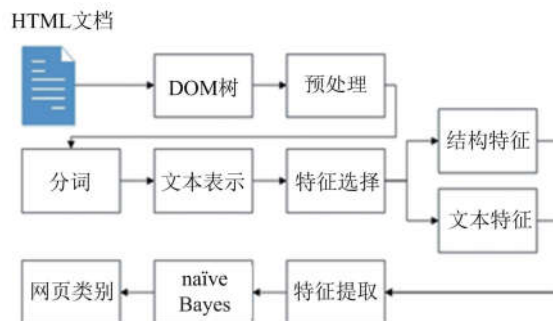 HTML文档
DOM树
预处理
分词
文本表示
特征选择
结构特征
文本特征
特征提取
naïve
Bayes
网页类别